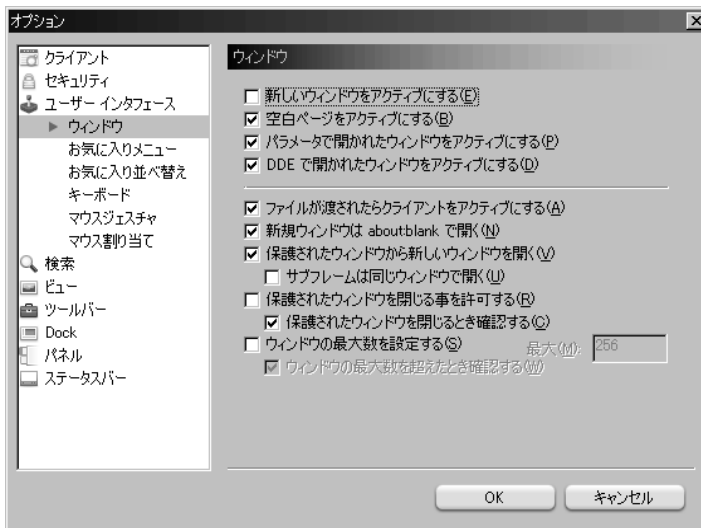 オプション
クライアント
セキュリティ
ユーザー インタフェース
ウィンドウ
お気に入りメニュー
お気に入り並べ替え
キーボード
マウスジェスチャ
マウス割り当て
検索
ビュー
ツールバー
Dock
パネル
ステータスバー
ウィンドウ
新しいウィンドウをアクティブにする(E)
空白ページをアクティブにする(B)
パラメータで開かれたウィンドウをアクティブにする(P)
DDE で開かれたウィンドウをアクティブにする(D)
ファイルが渡されたらクライアントをアクティブにする(A)
新規ウィンドウは about:blank で開く(N)
保護されたウィンドウから新しいウィンドウを開く(V)
サブフレームは同じウィンドウで開く(U)
保護されたウィンドウを閉じる事を許可する(R)
保護されたウィンドウを閉じるとき確認する(C)
ウィンドウの最大数を設定する(S) 最大(M): 256
ウィンドウの最大数を超えたとき確認する(W)
OK キャンセル